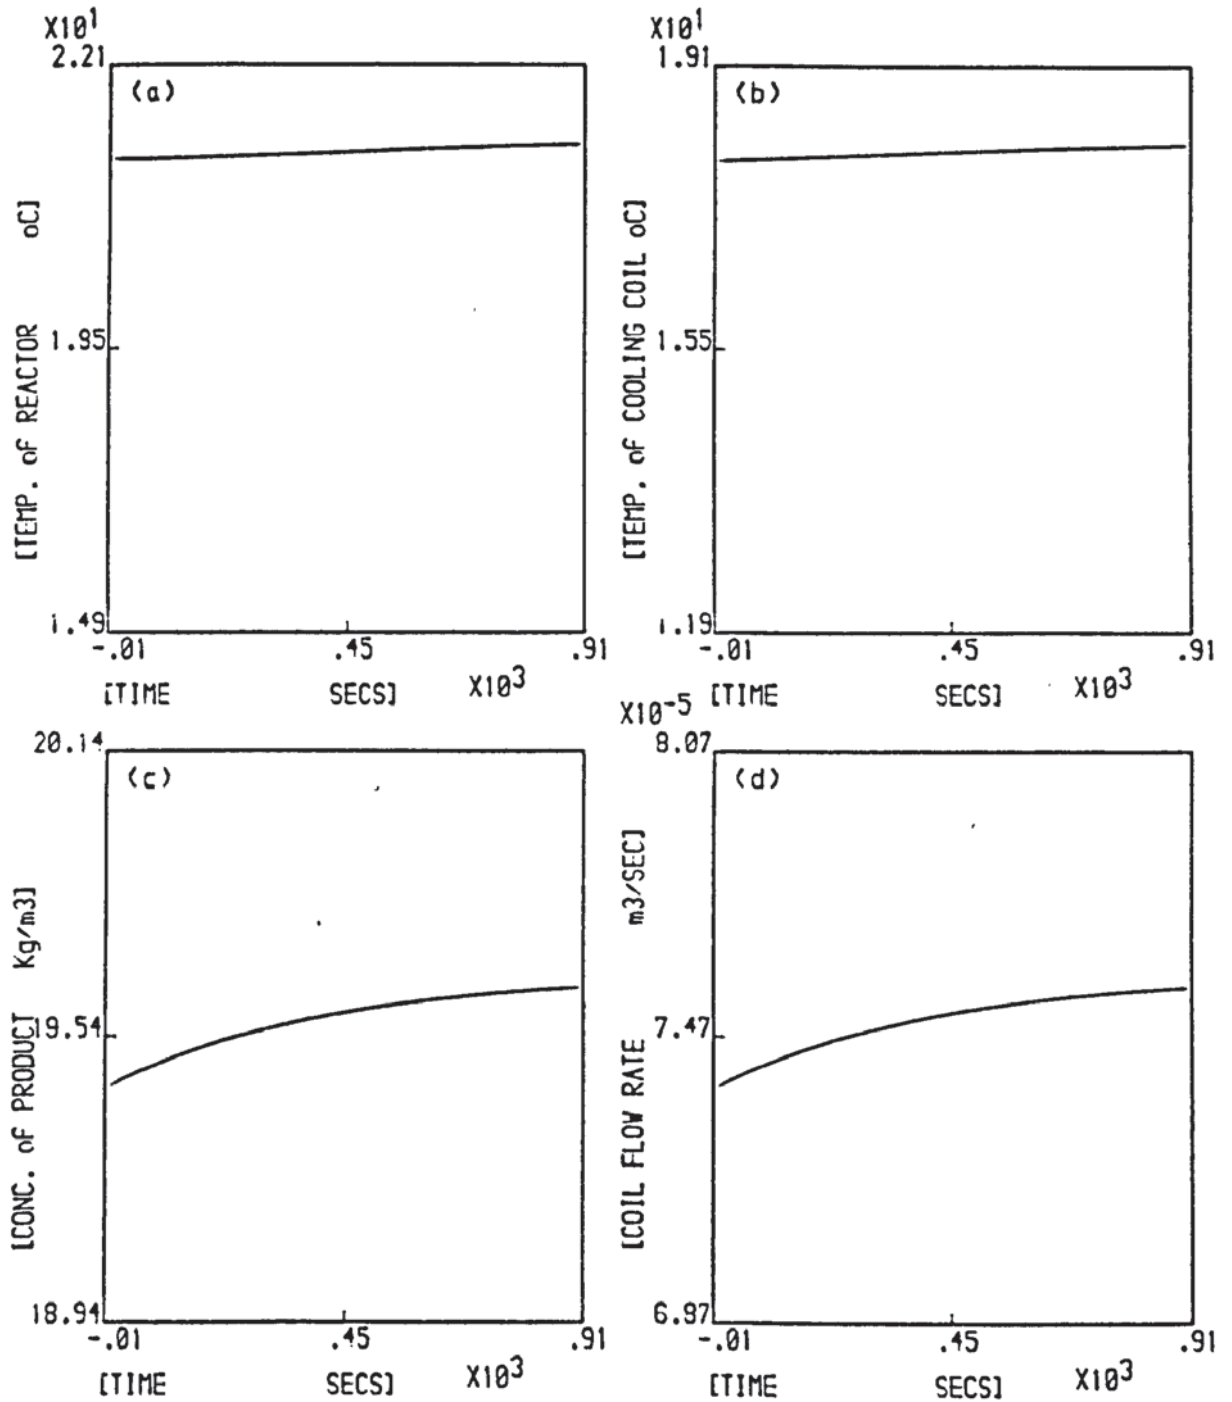 X10¹ X10¹
2.21 1.91
(a) (b)
[TEMP. of REACTOR oC] [TEMP. of COOLING COIL oC]
1.85 1.55
1.49 1.19
-.01 .45 .91 -.01 .45 .91
[TIME SECS] X10³ [TIME SECS] X10³
X10⁻⁵
20.14 8.07
(c) (d)
[CONC. of PRODUCT Kg/m3] [COIL FLOW RATE m3/SEC]
19.54 7.47
18.94 6.87
-.01 .45 .91 -.01 .45 .91
[TIME SECS] X10³ [TIME SECS] X10³